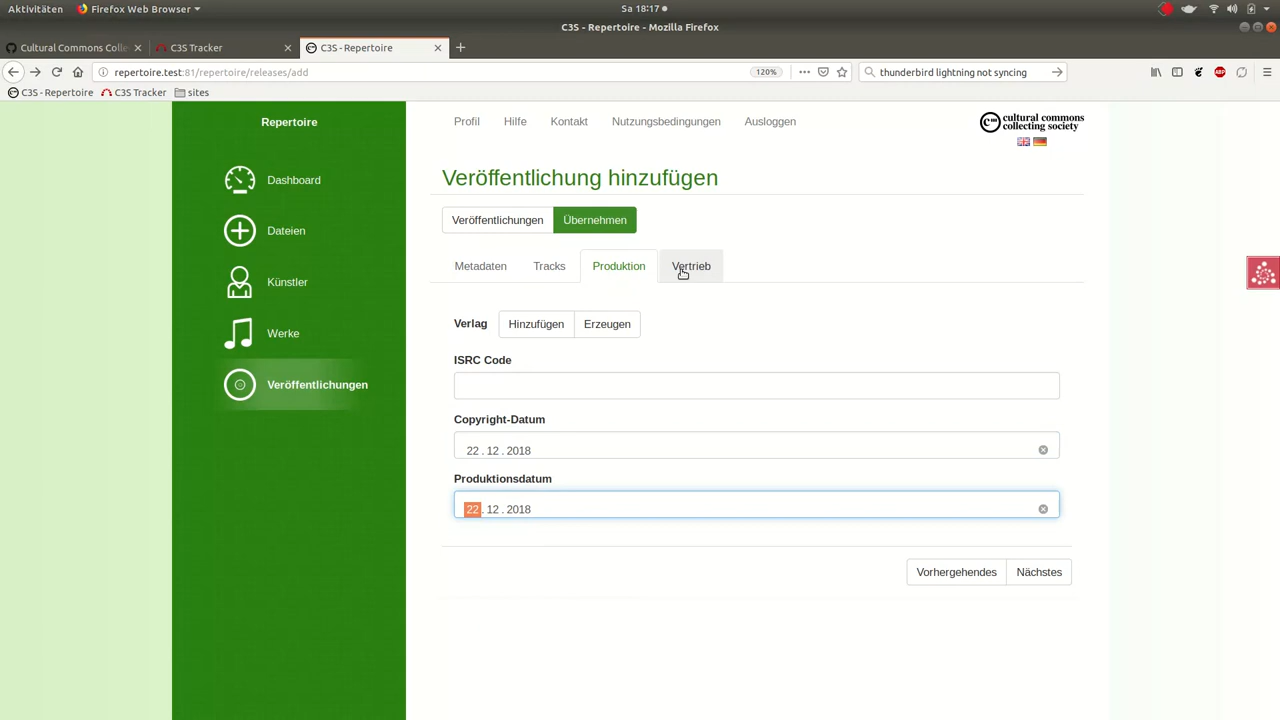 Aktivitäten
Firefox Web Browser
Sa 18:17
C3S - Repertoire - Mozilla Firefox
Cultural Commons Colle
C3S Tracker
C3S - Repertoire
repertoire.test:81/repertoire/releases/add
120%
thunderbird lightning not syncing
C3S - Repertoire
C3S Tracker
sites
Repertoire
Dashboard
Dateien
Künstler
Werke
Veröffentlichungen
Profil
Hilfe
Kontakt
Nutzungsbedingungen
Ausloggen
cultural commons
collecting society
Veröffentlichung hinzufügen
Veröffentlichungen
Übernehmen
Metadaten
Tracks
Produktion
Vertrieb
Verlag
Hinzufügen
Erzeugen
ISRC Code
Copyright-Datum
22 . 12 . 2018
Produktionsdatum
22 . 12 . 2018
Vorhergehendes
Nächstes